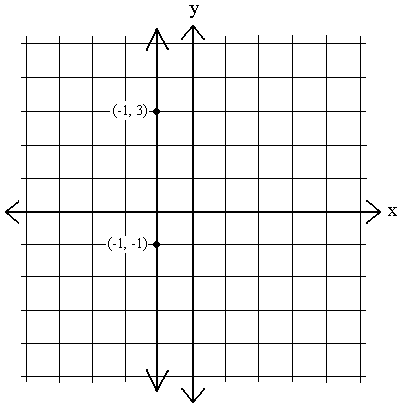 y
(-1, 3)
x
(-1, -1)